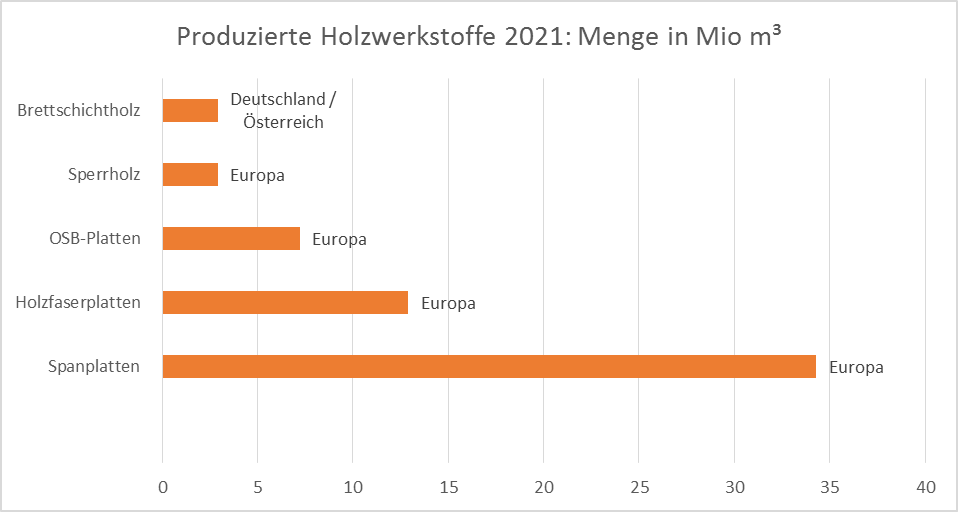 Produzierte Holzwerkstoffe 2021: Menge in Mio m³
Brettschichtholz
Deutschland /
Österreich
Sperrholz
Europa
OSB-Platten
Europa
Holzfaserplatten
Europa
Spanplatten
Europa
0 5 10 15 20 25 30 35 40